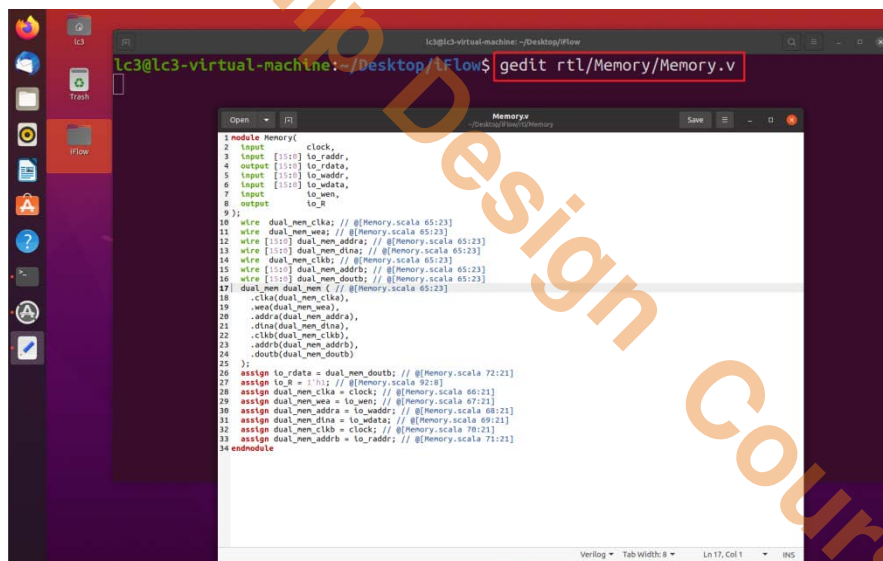 lc3@lc3-virtual-machine: ~/Desktop/iFlow
lc3
Trash
iFlow
lc3@lc3-virtual-machine:~/Desktop/iFlow$ gedit rtl/Memory/Memory.v
Open
Memory.v
~/Desktop/iFlow/rtl/Memory
Save
1 module Memory(
2 input clock,
3 input [15:0] io_raddr,
4 output [15:0] io_rdata,
5 input [15:0] io_waddr,
6 input [15:0] io_wdata,
7 input io_wen,
8 output io_R
9 );
10 wire dual_mem_clka; // @[Memory.scala 65:23]
11 wire dual_mem_wea; // @[Memory.scala 65:23]
12 wire [15:0] dual_mem_addra; // @[Memory.scala 65:23]
13 wire [15:0] dual_mem_dina; // @[Memory.scala 65:23]
14 wire dual_mem_clkb; // @[Memory.scala 65:23]
15 wire [15:0] dual_mem_addrb; // @[Memory.scala 65:23]
16 wire [15:0] dual_mem_doutb; // @[Memory.scala 65:23]
17 dual_mem dual_mem ( // @[Memory.scala 65:23]
18 .clka(dual_mem_clka),
19 .wea(dual_mem_wea),
20 .addra(dual_mem_addra),
21 .dina(dual_mem_dina),
22 .clkb(dual_mem_clkb),
23 .addrb(dual_mem_addrb),
24 .doutb(dual_mem_doutb)
25 );
26 assign io_rdata = dual_mem_doutb; // @[Memory.scala 72:21]
27 assign io_R = 1'h1; // @[Memory.scala 92:8]
28 assign dual_mem_clka = clock; // @[Memory.scala 66:21]
29 assign dual_mem_wea = io_wen; // @[Memory.scala 67:21]
30 assign dual_mem_addra = io_waddr; // @[Memory.scala 68:21]
31 assign dual_mem_dina = io_wdata; // @[Memory.scala 69:21]
32 assign dual_mem_clkb = clock; // @[Memory.scala 70:21]
33 assign dual_mem_addrb = io_raddr; // @[Memory.scala 71:21]
34 endmodule
Verilog Tab Width: 8 Ln 17, Col 1 INS
Design